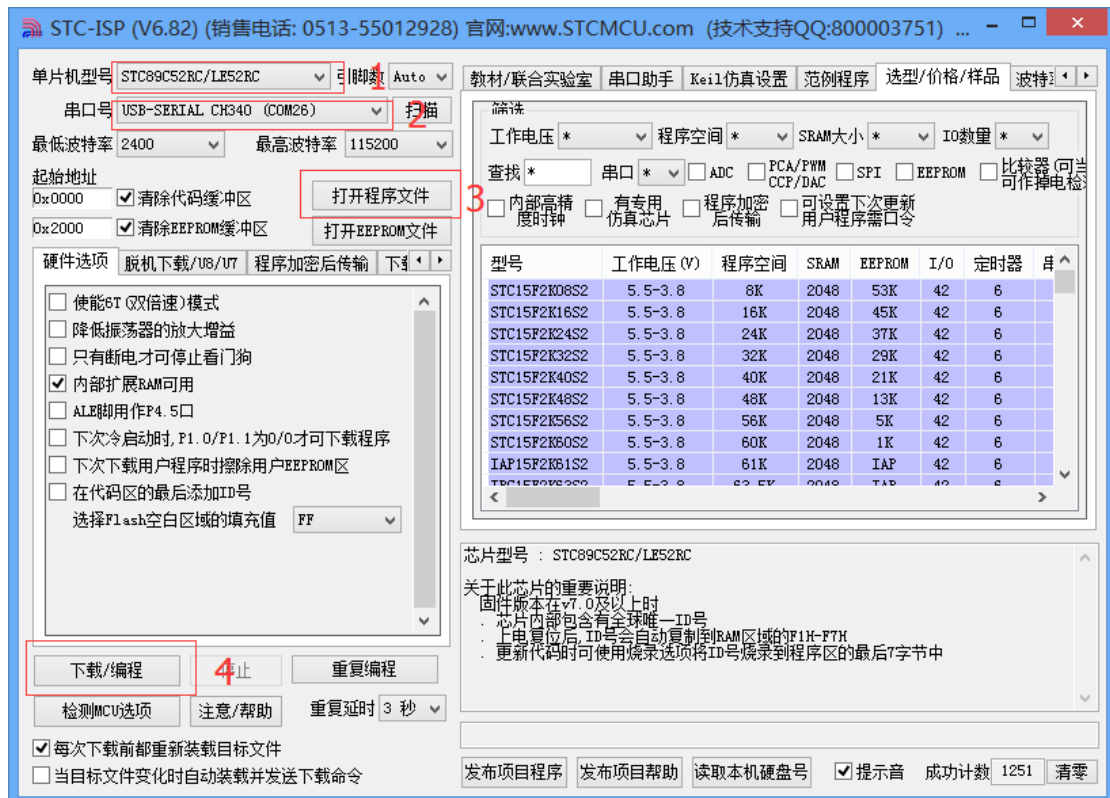 STC-ISP (V6.82) (销售电话: 0513-55012928) 官网:www.STCMCU.com (技术支持QQ:800003751) ...
单片机型号 STC89C52RC/LE52RC 1 Auto
串口号 USB-SERIAL CH340 (COM26) 2 扫描
最低波特率 2400 最高波特率 115200
起始地址
0x0000 清除代码缓冲区 打开程序文件 3
0x2000 清除EEPROM缓冲区 打开EEPROM文件
硬件选项 脱机下载/U8/U7 程序加密后传输
使能6T(双倍速)模式
降低振荡器的放大增益
只有断电才可停止看门狗
内部扩展RAM可用
ALE脚用作P4.5口
下次冷启动时,P1.0/P1.1为0/0才可下载程序
下次下载用户程序时擦除用户EEPROM区
在代码区的最后添加ID号
选择Flash空白区域的填充值 FF
下载/编程 4 停止 重复编程
检测MCU选项 注意/帮助 重复延时 3 秒
每次下载前都重新装载目标文件
当目标文件变化时自动装载并发送下载命令
教材/联合实验室 串口助手 Keil仿真设置 范例程序 选型/价格/样品 波特
筛选
工作电压 * 程序空间 * SRAM大小 * IO数量 *
查找 * 串口 * ADC PCA/PWM CCP/DAC SPI EEPROM 比较器(可当 可作掉电检
内部高精度时钟 有专用仿真芯片 程序加密后传输 可设置下次更新用户程序需口令
型号 工作电压(V) 程序空间 SRAM EEPROM I/O 定时器 串
STC15F2K08S2 5.5-3.8 8K 2048 53K 42 6
STC15F2K16S2 5.5-3.8 16K 2048 45K 42 6
STC15F2K24S2 5.5-3.8 24K 2048 37K 42 6
STC15F2K32S2 5.5-3.8 32K 2048 29K 42 6
STC15F2K40S2 5.5-3.8 40K 2048 21K 42 6
STC15F2K48S2 5.5-3.8 48K 2048 13K 42 6
STC15F2K56S2 5.5-3.8 56K 2048 5K 42 6
STC15F2K60S2 5.5-3.8 60K 2048 1K 42 6
IAP15F2K61S2 5.5-3.8 61K 2048 IAP 42 6
芯片型号 : STC89C52RC/LE52RC
关于此芯片的重要说明:
固件版本在v7.0及以上时
. 芯片内部包含有全球唯一ID号
. 上电复位后,ID号会自动复制到RAM区域的F1H-F7H
. 更新代码时可使用烧录选项将ID号烧录到程序区的最后7字节中
发布项目程序 发布项目帮助 读取本机硬盘号 提示音 成功计数 1251 清零